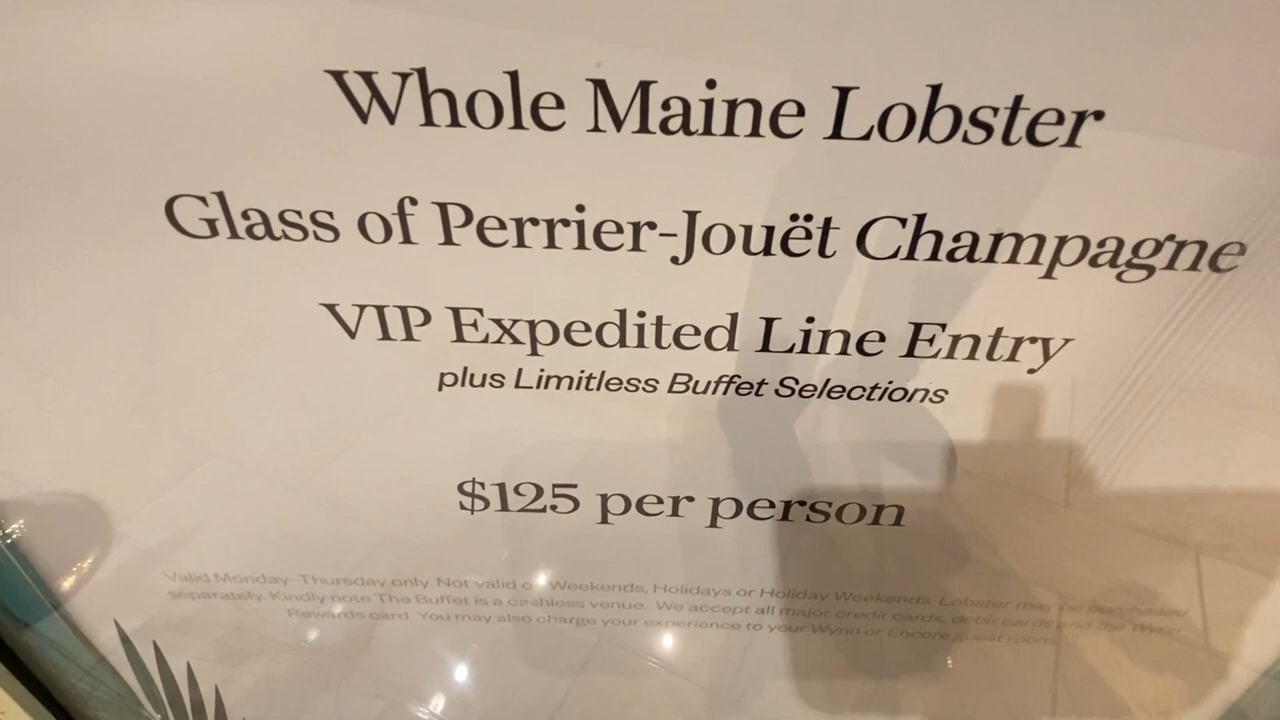 Whole Maine Lobster
Glass of Perrier-Jouët Champagne
VIP Expedited Line Entry
plus Limitless Buffet Selections
$125 per person
Valid Monday-Thursday only. Not valid Weekends, Holidays or Holiday Weekends. Lobster may be purchased
separately. Kindly note The Buffet is a cashless venue. We accept all major credit cards, debit cards and the Wynn
Rewards card. You may also charge your experience to your Wynn or Encore guest room.